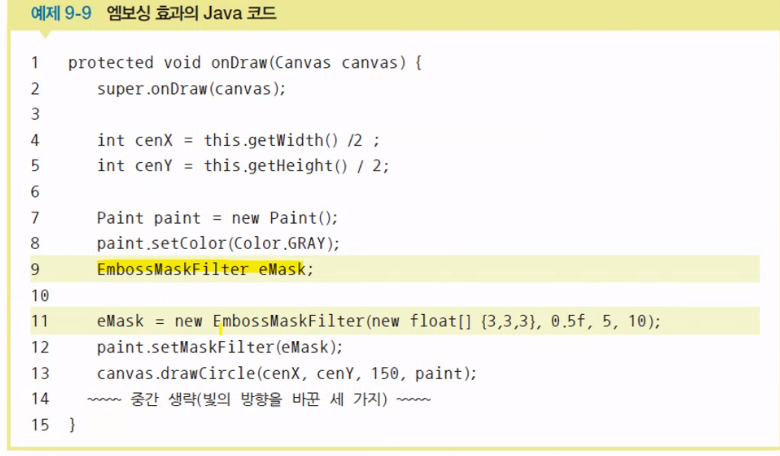 예제 9-9 엠보싱 효과의 Java 코드
1 protected void onDraw(Canvas canvas) {
2 super.onDraw(canvas);
3
4 int cenX = this.getWidth() /2 ;
5 int cenY = this.getHeight() / 2;
6
7 Paint paint = new Paint();
8 paint.setColor(Color.GRAY);
9 EmbossMaskFilter eMask;
10
11 eMask = new EmbossMaskFilter(new float[] {3,3,3}, 0.5f, 5, 10);
12 paint.setMaskFilter(eMask);
13 canvas.drawCircle(cenX, cenY, 150, paint);
14 ~~~~~ 중간 생략(빛의 방향을 바꾼 세 가지) ~~~~~
15 }